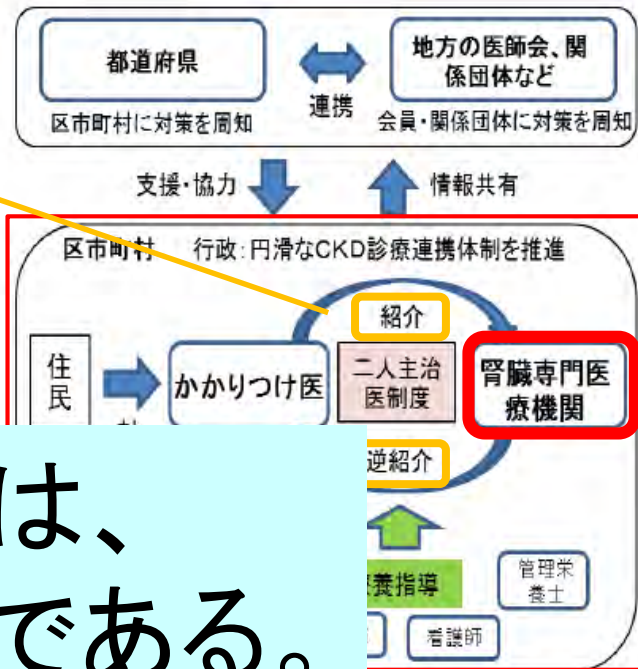 都道府県
地方の医師会、関
係団体など
連携
区市町村に対策を周知
会員・関係団体に対策を周知
支援・協力
情報共有
区市町村 行政：円滑なCKD診療連携体制を推進
紹介
住
民
かかりつけ医
二人主治
医制度
腎臓専門医
療機関
逆紹介
は、
である。
養指導
管理栄
養士
看護師